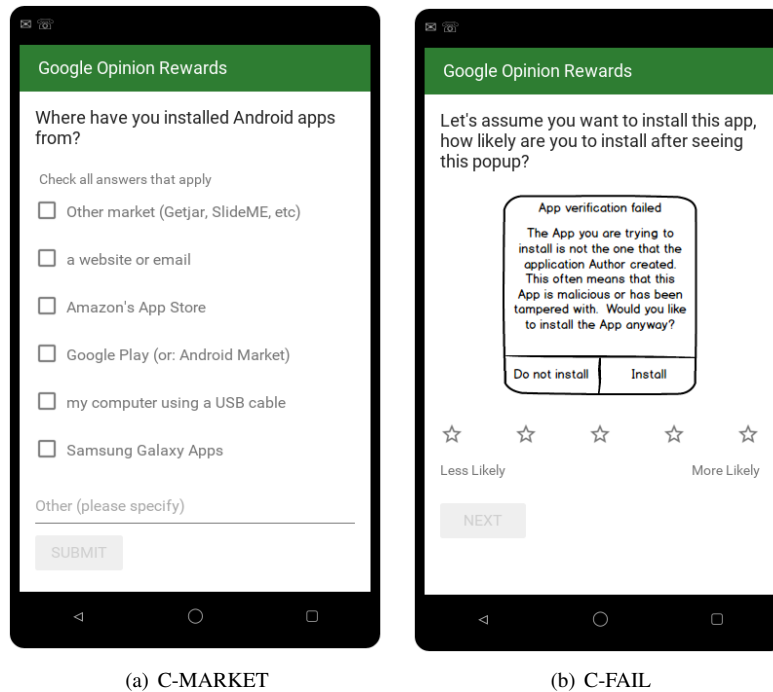 Google Opinion Rewards
Where have you installed Android apps
from?
Check all answers that apply
Other market (Getjar, SlideME, etc)
a website or email
Amazon's App Store
Google Play (or: Android Market)
my computer using a USB cable
Samsung Galaxy Apps
Other (please specify)
SUBMIT
(a) C-MARKET
Google Opinion Rewards
Let's assume you want to install this app,
how likely are you to install after seeing
this popup?
App verification failed
The App you are trying to
install is not the one that the
application Author created.
This often means that this
App is malicious or has been
tampered with. Would you like
to install the App anyway?
Do not install
Install
Less Likely
More Likely
NEXT
(b) C-FAIL